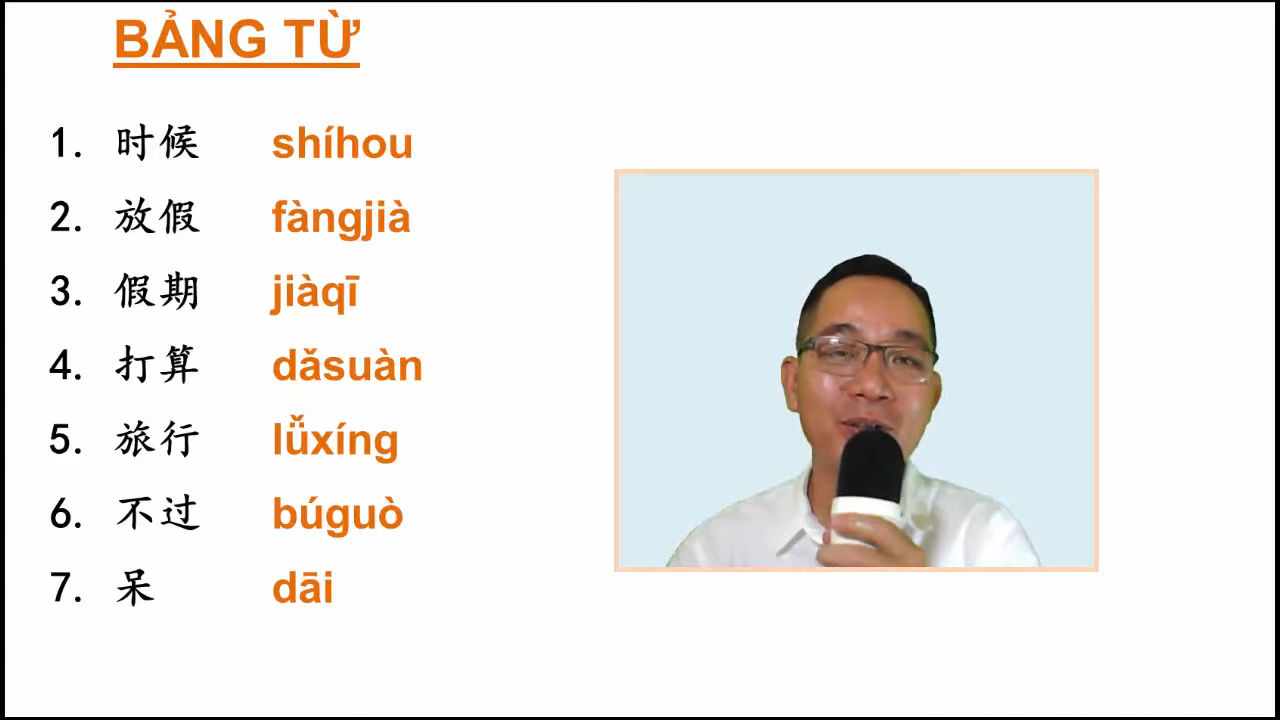 BẢNG TỪ
1. 时候 shíhou
2. 放假 fàngjià
3. 假期 jiàqī
4. 打算 dǎsuàn
5. 旅行 lǚxíng
6. 不过 búguò
7. 呆 dāi